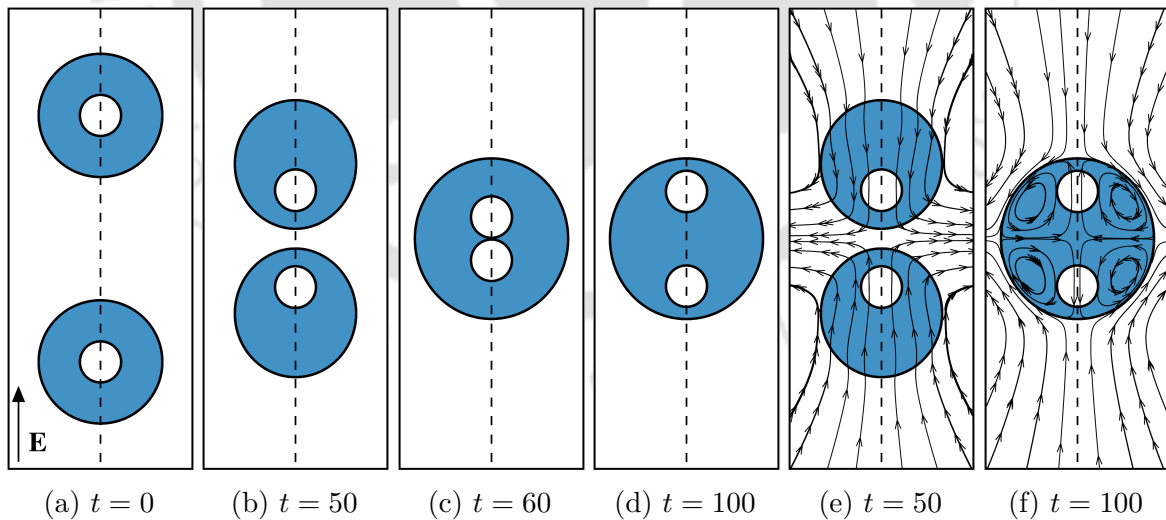 E
(a) t = 0
(b) t = 50
(c) t = 60
(d) t = 100
(e) t = 50
(f) t = 100